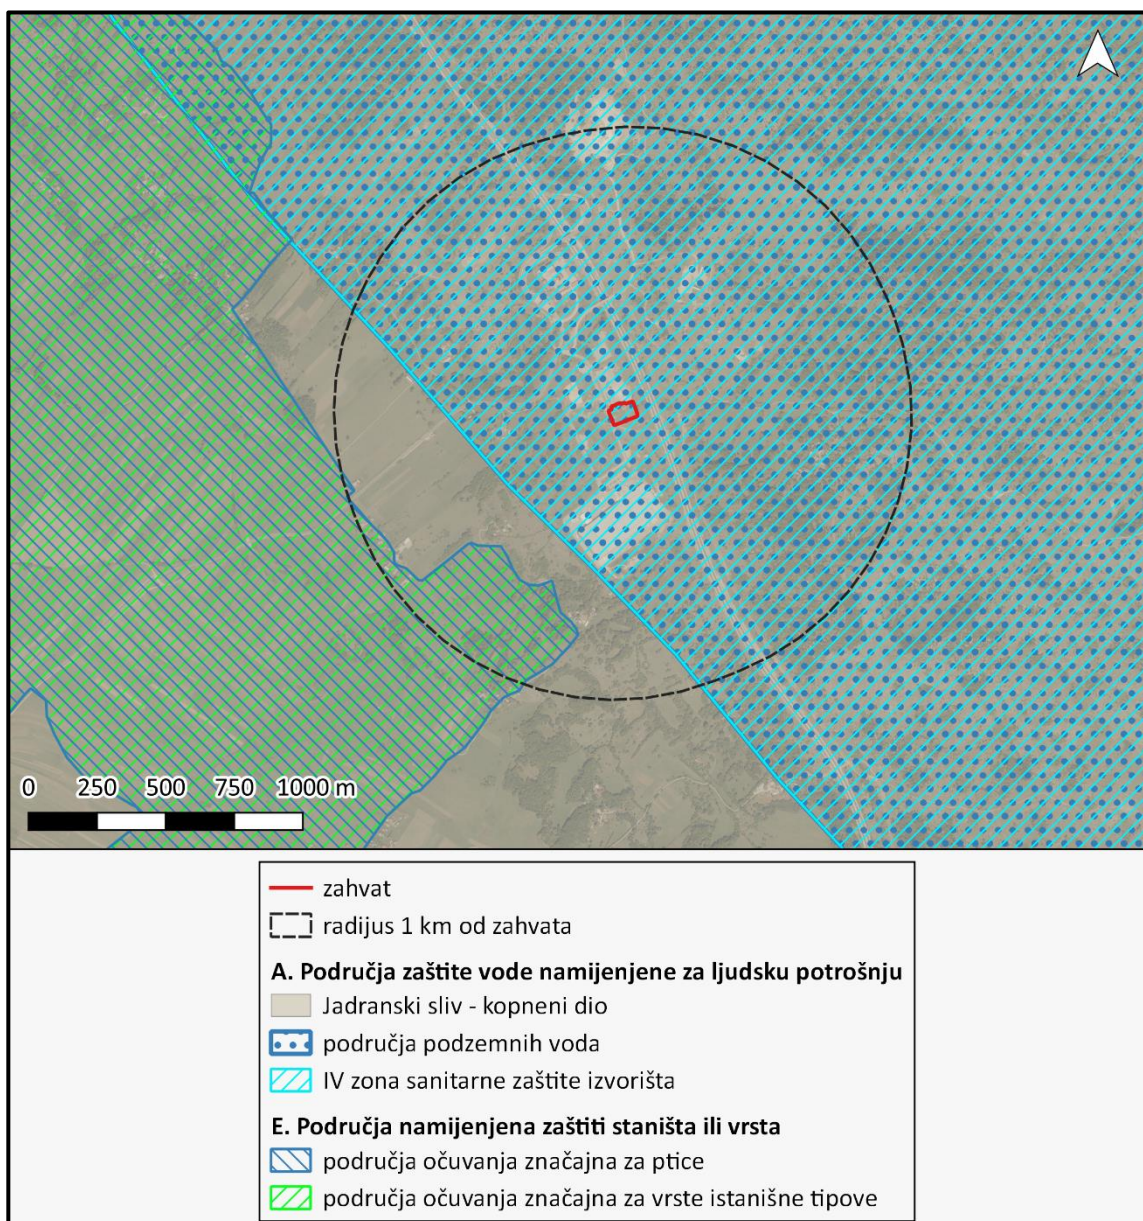 0 250 500 750 1000 m
zahvat
radijus 1 km od zahvata
A. Područja zaštite vode namijenjene za ljudsku potrošnju
Jadranski sliv - kopneni dio
područja podzemnih voda
IV zona sanitarne zaštite izvorišta
E. Područja namijenjena zaštiti staništa ili vrsta
područja očuvanja značajna za ptice
područja očuvanja značajna za vrste istanišne tipove